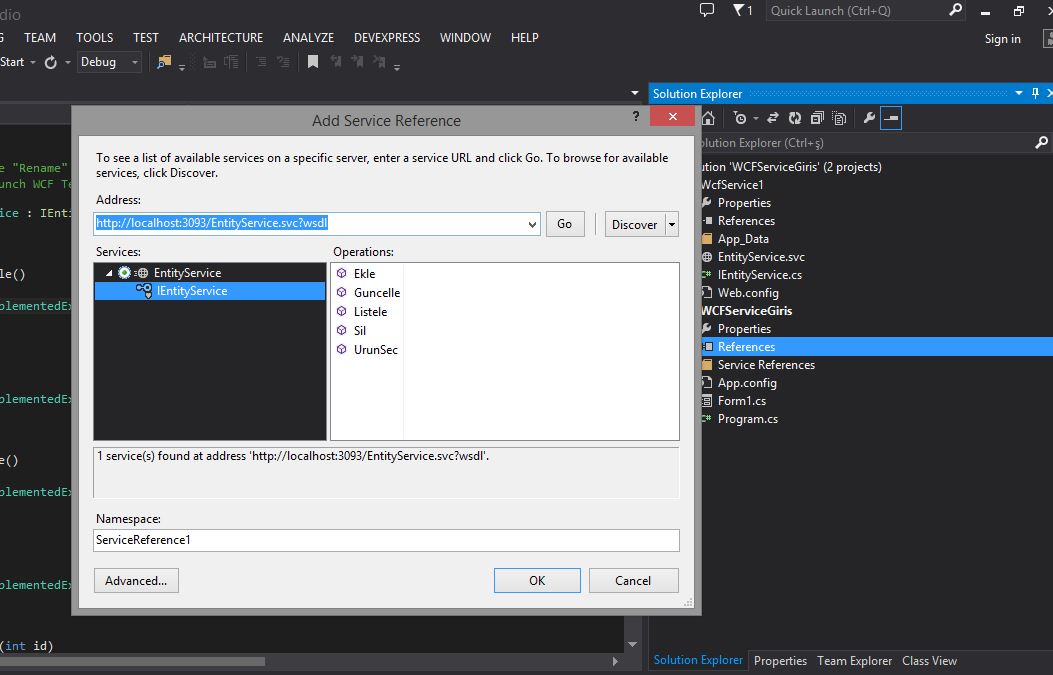 dio
1
Quick Launch (Ctrl+Q)
TEAM TOOLS TEST ARCHITECTURE ANALYZE DEVEXPRESS WINDOW HELP
Sign in
Start
Debug
Solution Explorer
Add Service Reference
?
To see a list of available services on a specific server, enter a service URL and click Go. To browse for available
services, click Discover.
Address:
http://localhost:3093/EntityService.svc?wsdl
Go
Discover
Services:
Operations:
EntityService
IEntityService
Ekle
Guncelle
Listele
Sil
UrunSec
1 service(s) found at address 'http://localhost:3093/EntityService.svc?wsdl'.
Namespace:
ServiceReference1
Advanced...
OK
Cancel
e "Rename"
unch WCF Te
ice : IEnti
le()
plementedEx
plementedEx
e()
plementedEx
plementedEx
(int id)
olution Explorer (Ctrl+ş)
ution 'WCFServiceGiris' (2 projects)
WcfService1
Properties
References
App_Data
EntityService.svc
IEntityService.cs
Web.config
WCFServiceGiris
Properties
References
Service References
App.config
Form1.cs
Program.cs
Solution Explorer Properties Team Explorer Class View